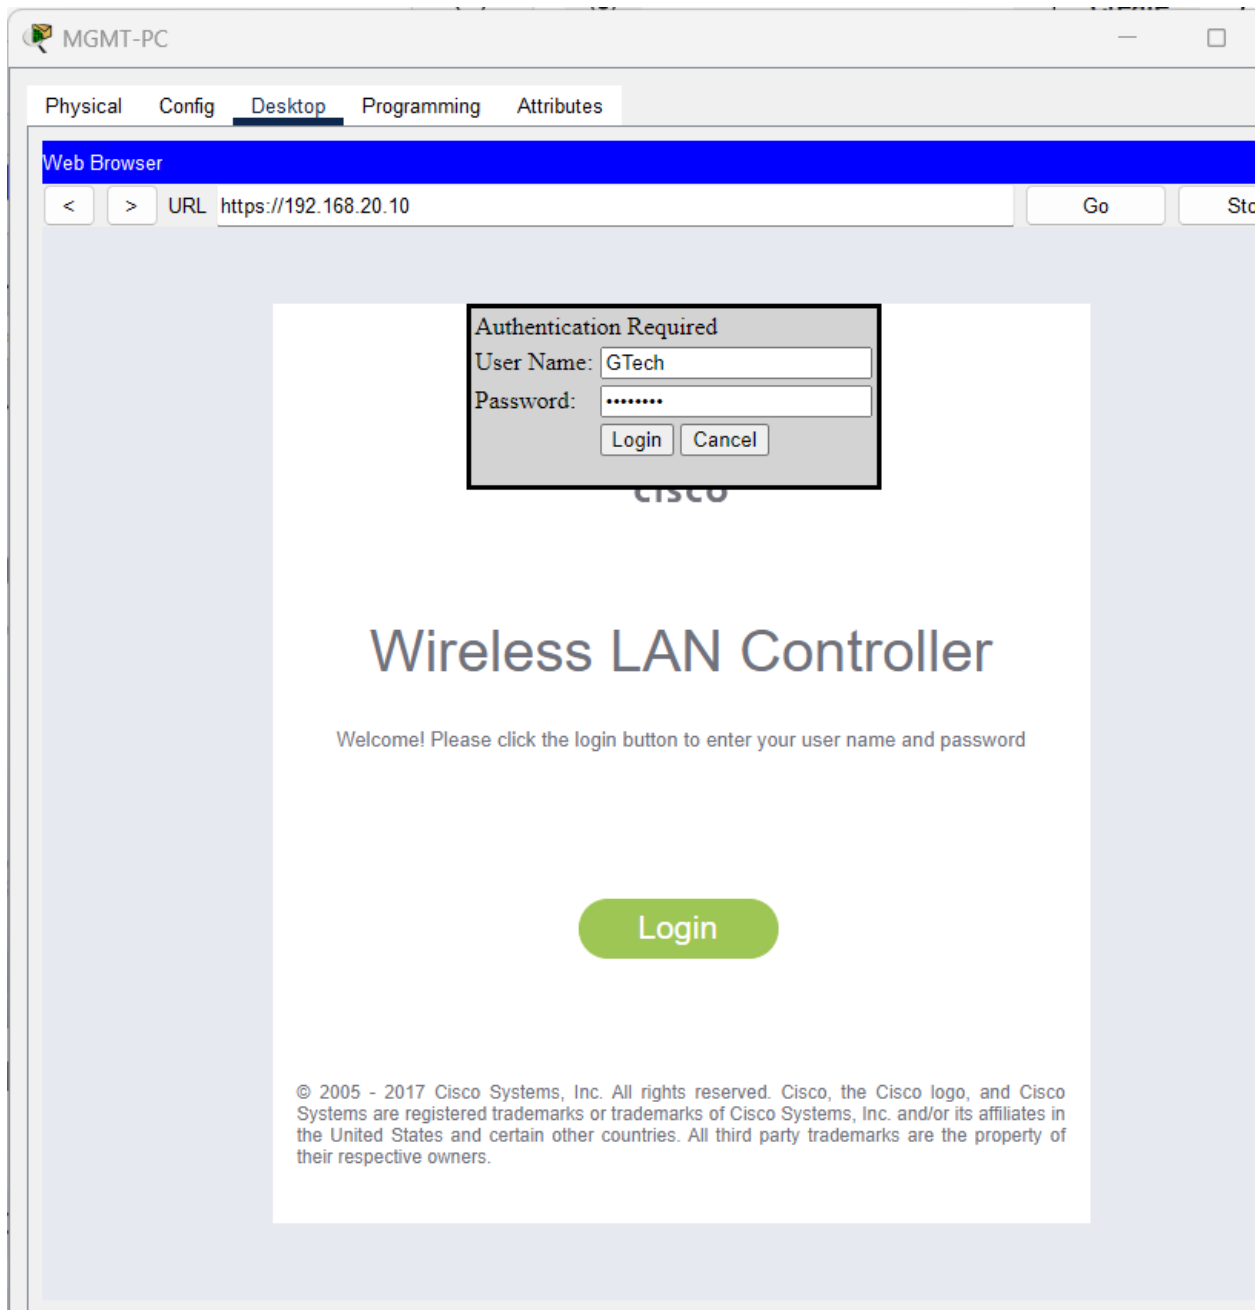 MGMT-PC
Physical Config Desktop Programming Attributes
Web Browser
< > URL https://192.168.20.10 Go
Authentication Required
User Name: GTech
Password: ••••••••
Login Cancel
cisco
Wireless LAN Controller
Welcome! Please click the login button to enter your user name and password
Login
© 2005 - 2017 Cisco Systems, Inc. All rights reserved. Cisco, the Cisco logo, and Cisco
Systems are registered trademarks or trademarks of Cisco Systems, Inc. and/or its affiliates in
the United States and certain other countries. All third party trademarks are the property of
their respective owners.